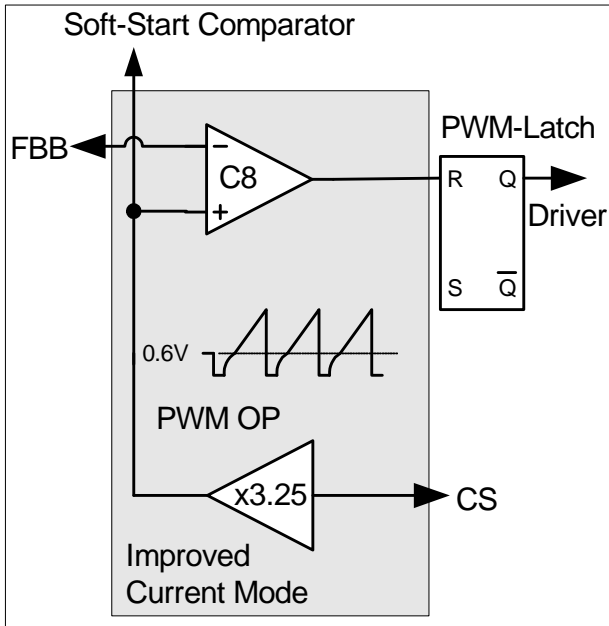 Soft-Start Comparator
FBB
PWM-Latch
-
C8
+
R Q
Driver
S Q̅
0.6V
PWM OP
x3.25
CS
Improved
Current Mode